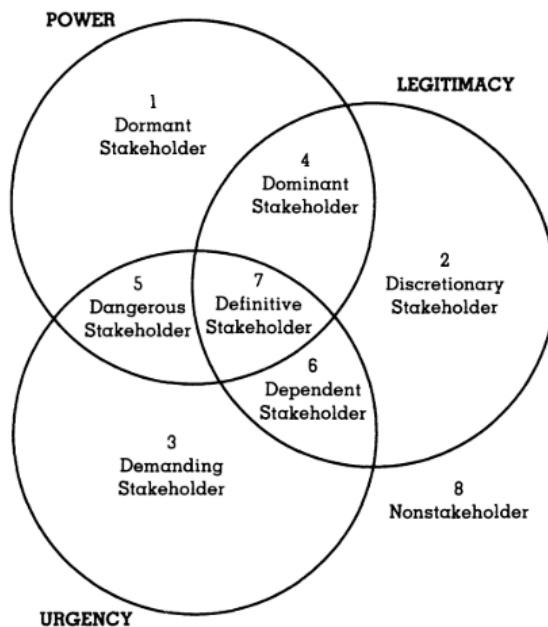 POWER
LEGITIMACY
1
Dormant
Stakeholder
4
Dominant
Stakeholder
2
Discretionary
Stakeholder
5
Dangerous
Stakeholder
7
Definitive
Stakeholder
6
Dependent
Stakeholder
3
Demanding
Stakeholder
8
Nonstakeholder
URGENCY